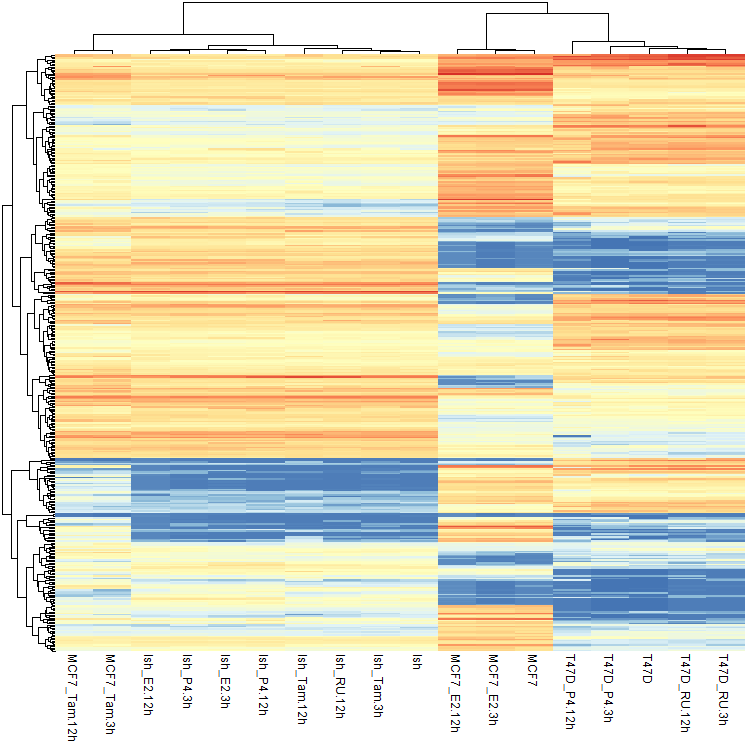 MCF7_Tam.12h
MCF7_Tam.3h
Ish_E2.12h
Ish_P4.3h
Ish_E2.3h
Ish_P4.12h
Ish_Tam.12h
Ish_RU.12h
Ish_Tam.3h
Ish
MCF7_E2.12h
MCF7_E2.3h
MCF7
T47D_P4.12h
T47D_P4.3h
T47D
T47D_RU.12h
T47D_RU.3h